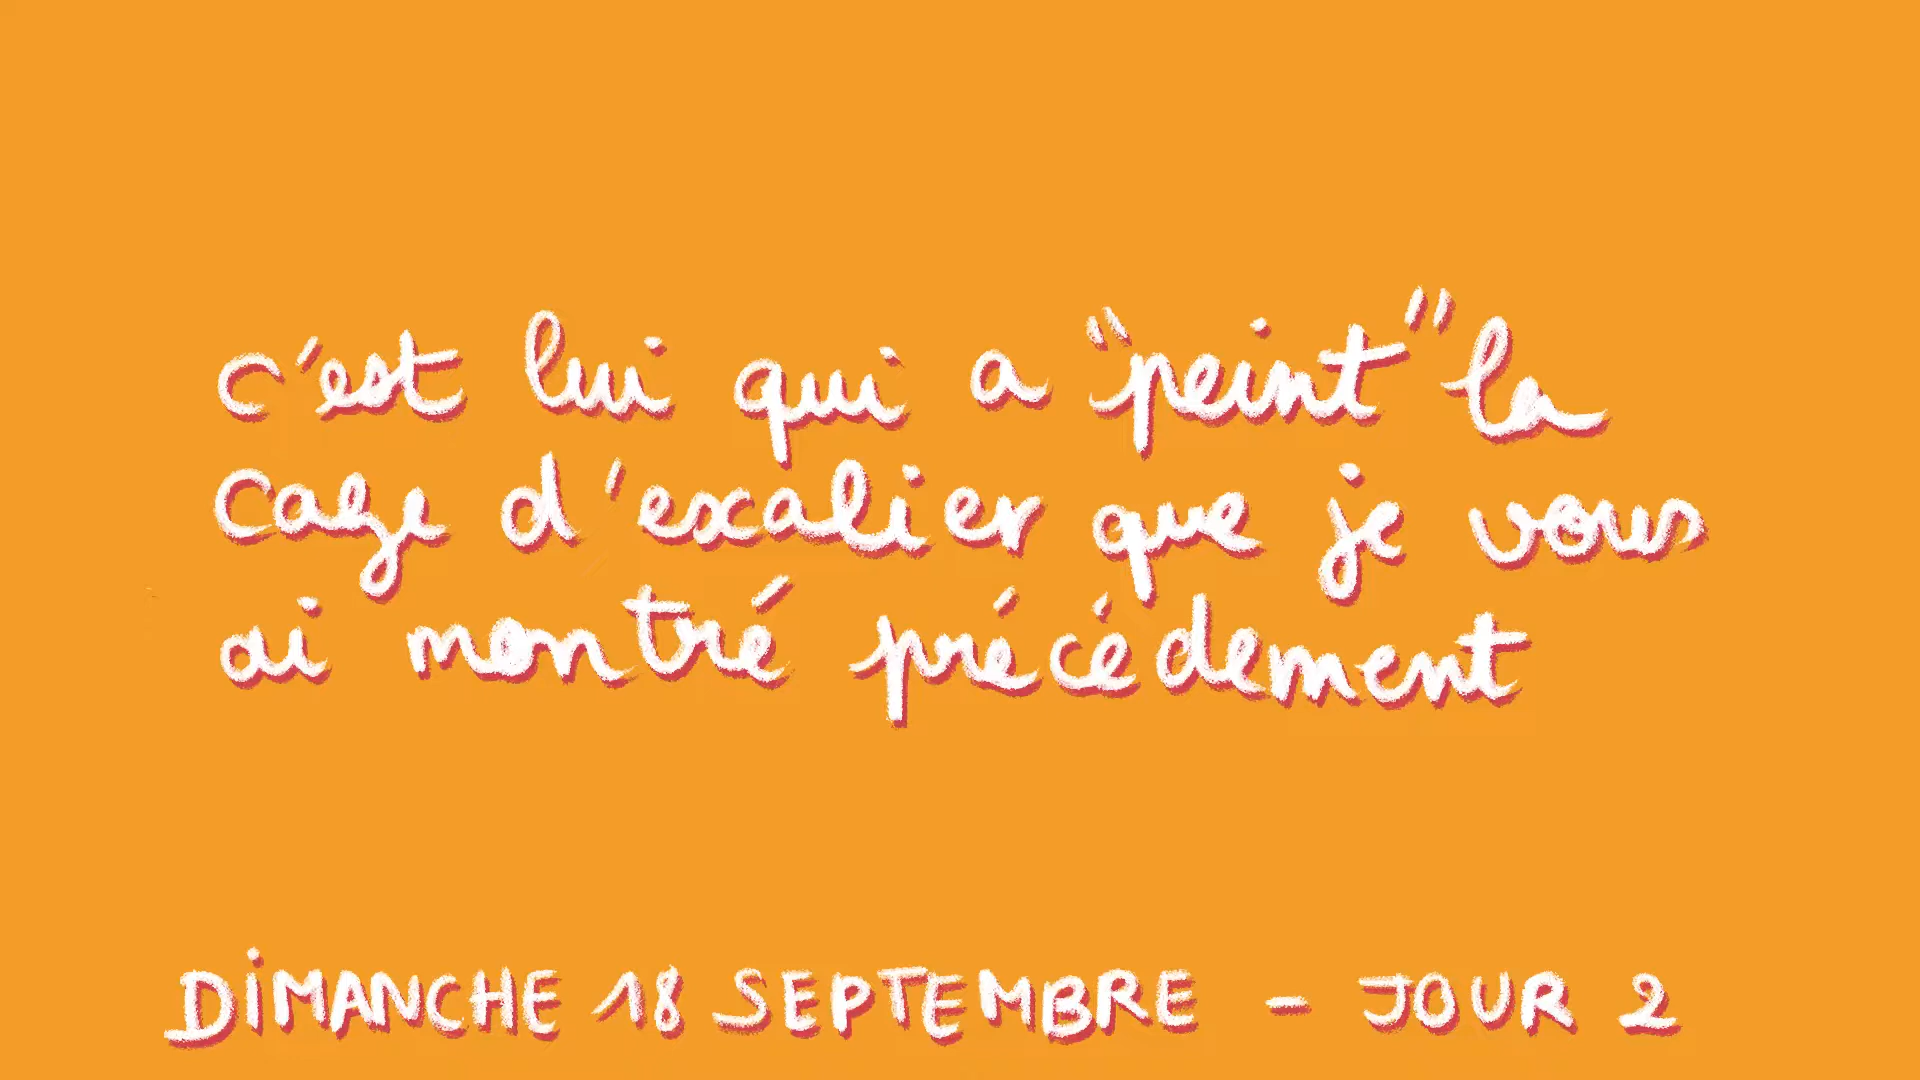 c'est lui qui a "peint" la
cage d'escalier que je vous
ai montré précédement
DIMANCHE 18 SEPTEMBRE - JOUR 2